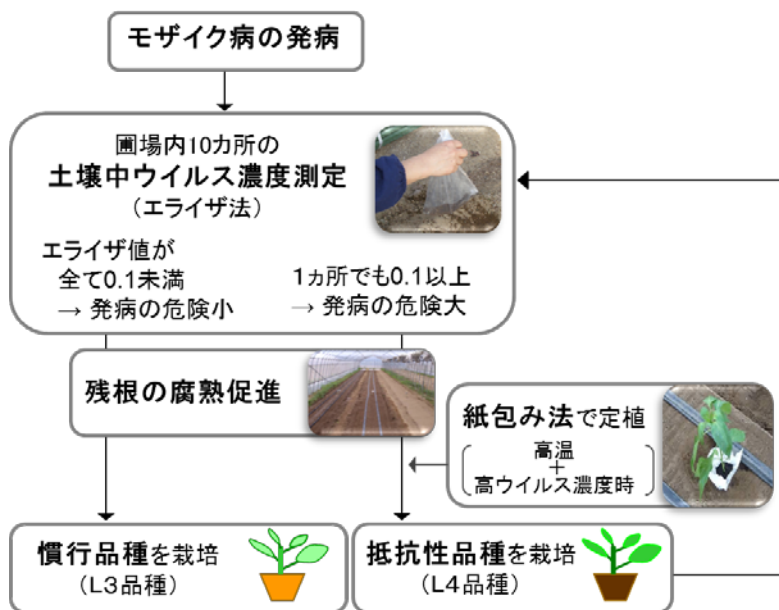 モザイク病の発病
圃場内10カ所の
土壌中ウイルス濃度測定
（エライザ法）
エライザ値が
全て0.1未満
→ 発病の危険小
1ヵ所でも0.1以上
→ 発病の危険大
残根の腐熟促進
紙包み法で定植
高温
＋
高ウイルス濃度時
慣行品種を栽培
（L3品種）
抵抗性品種を栽培
（L4品種）